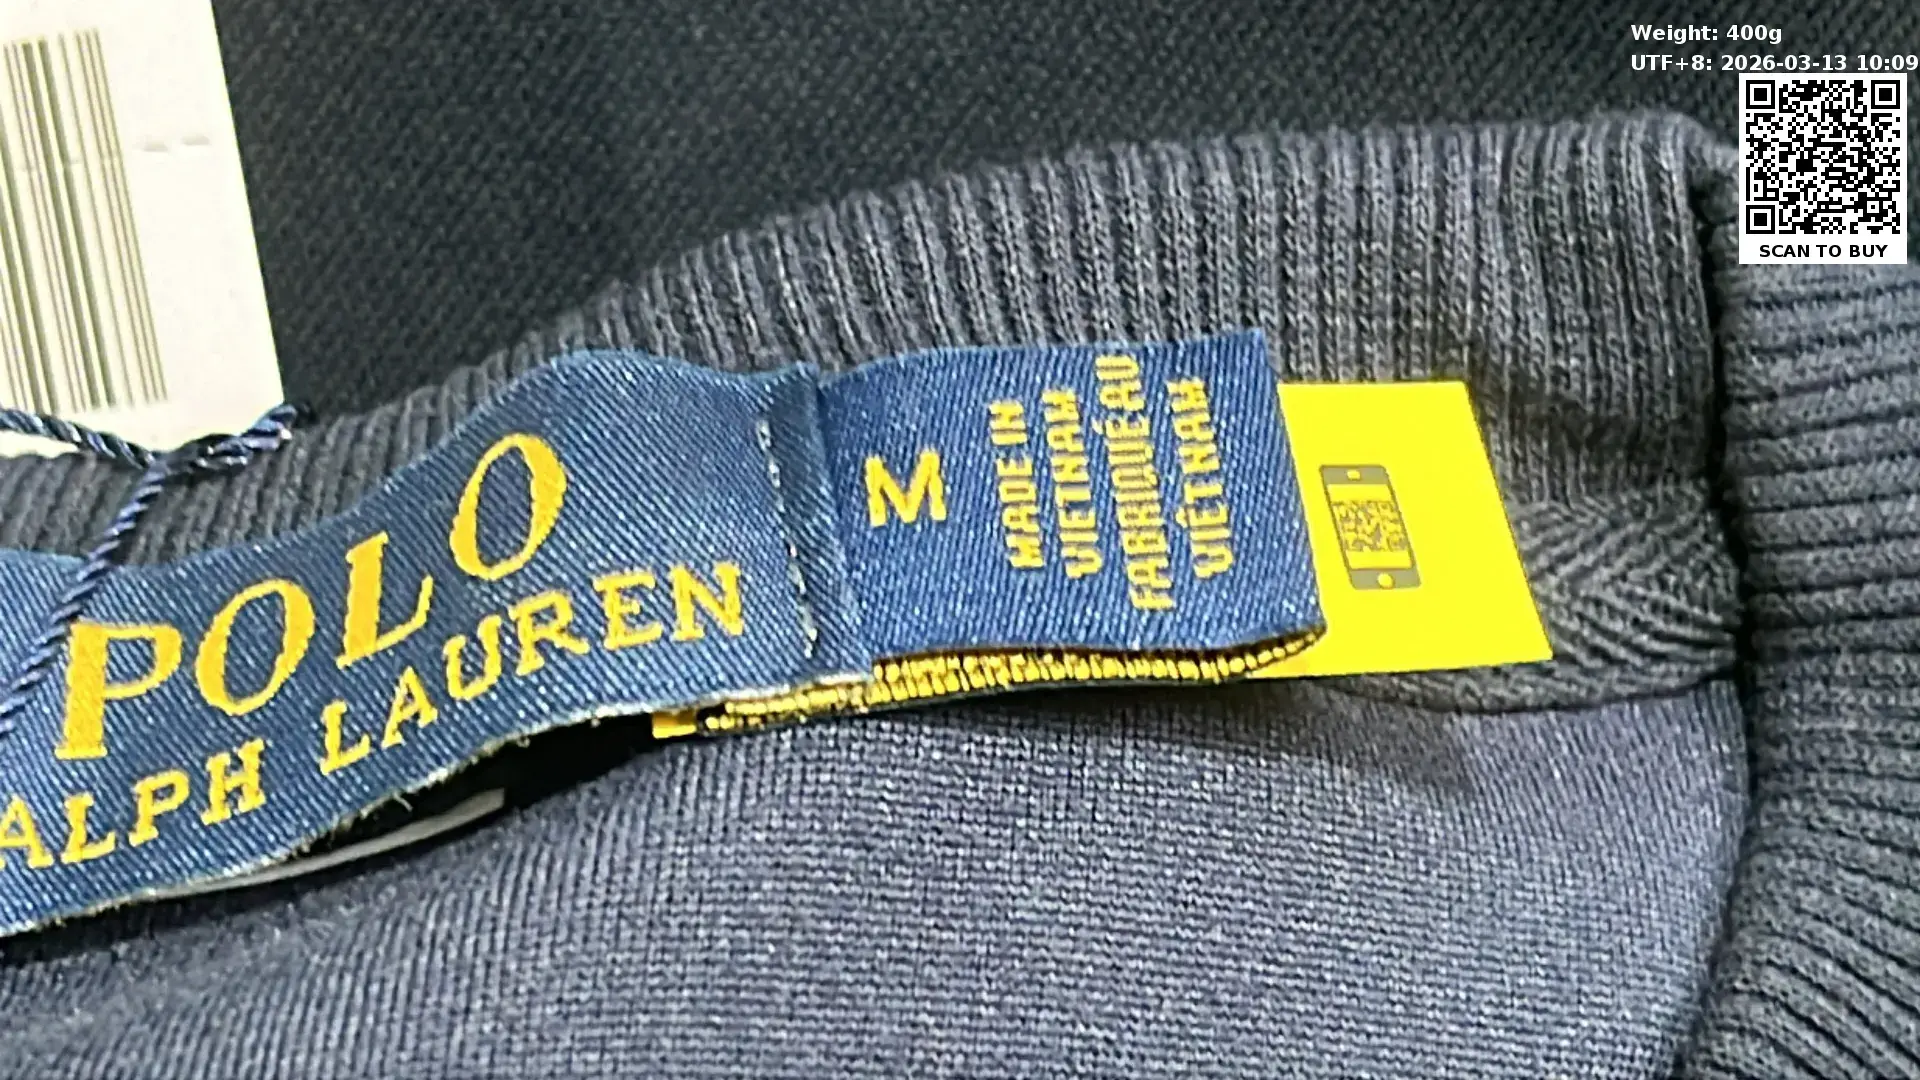 Weight: 400g
UTF+8: 2026-03-13 10:09
SCAN TO BUY
POLO
ALPH LAUREN
M
MADE IN
VIETNAM
FABRIQUÉ AU
VIÊT NAM